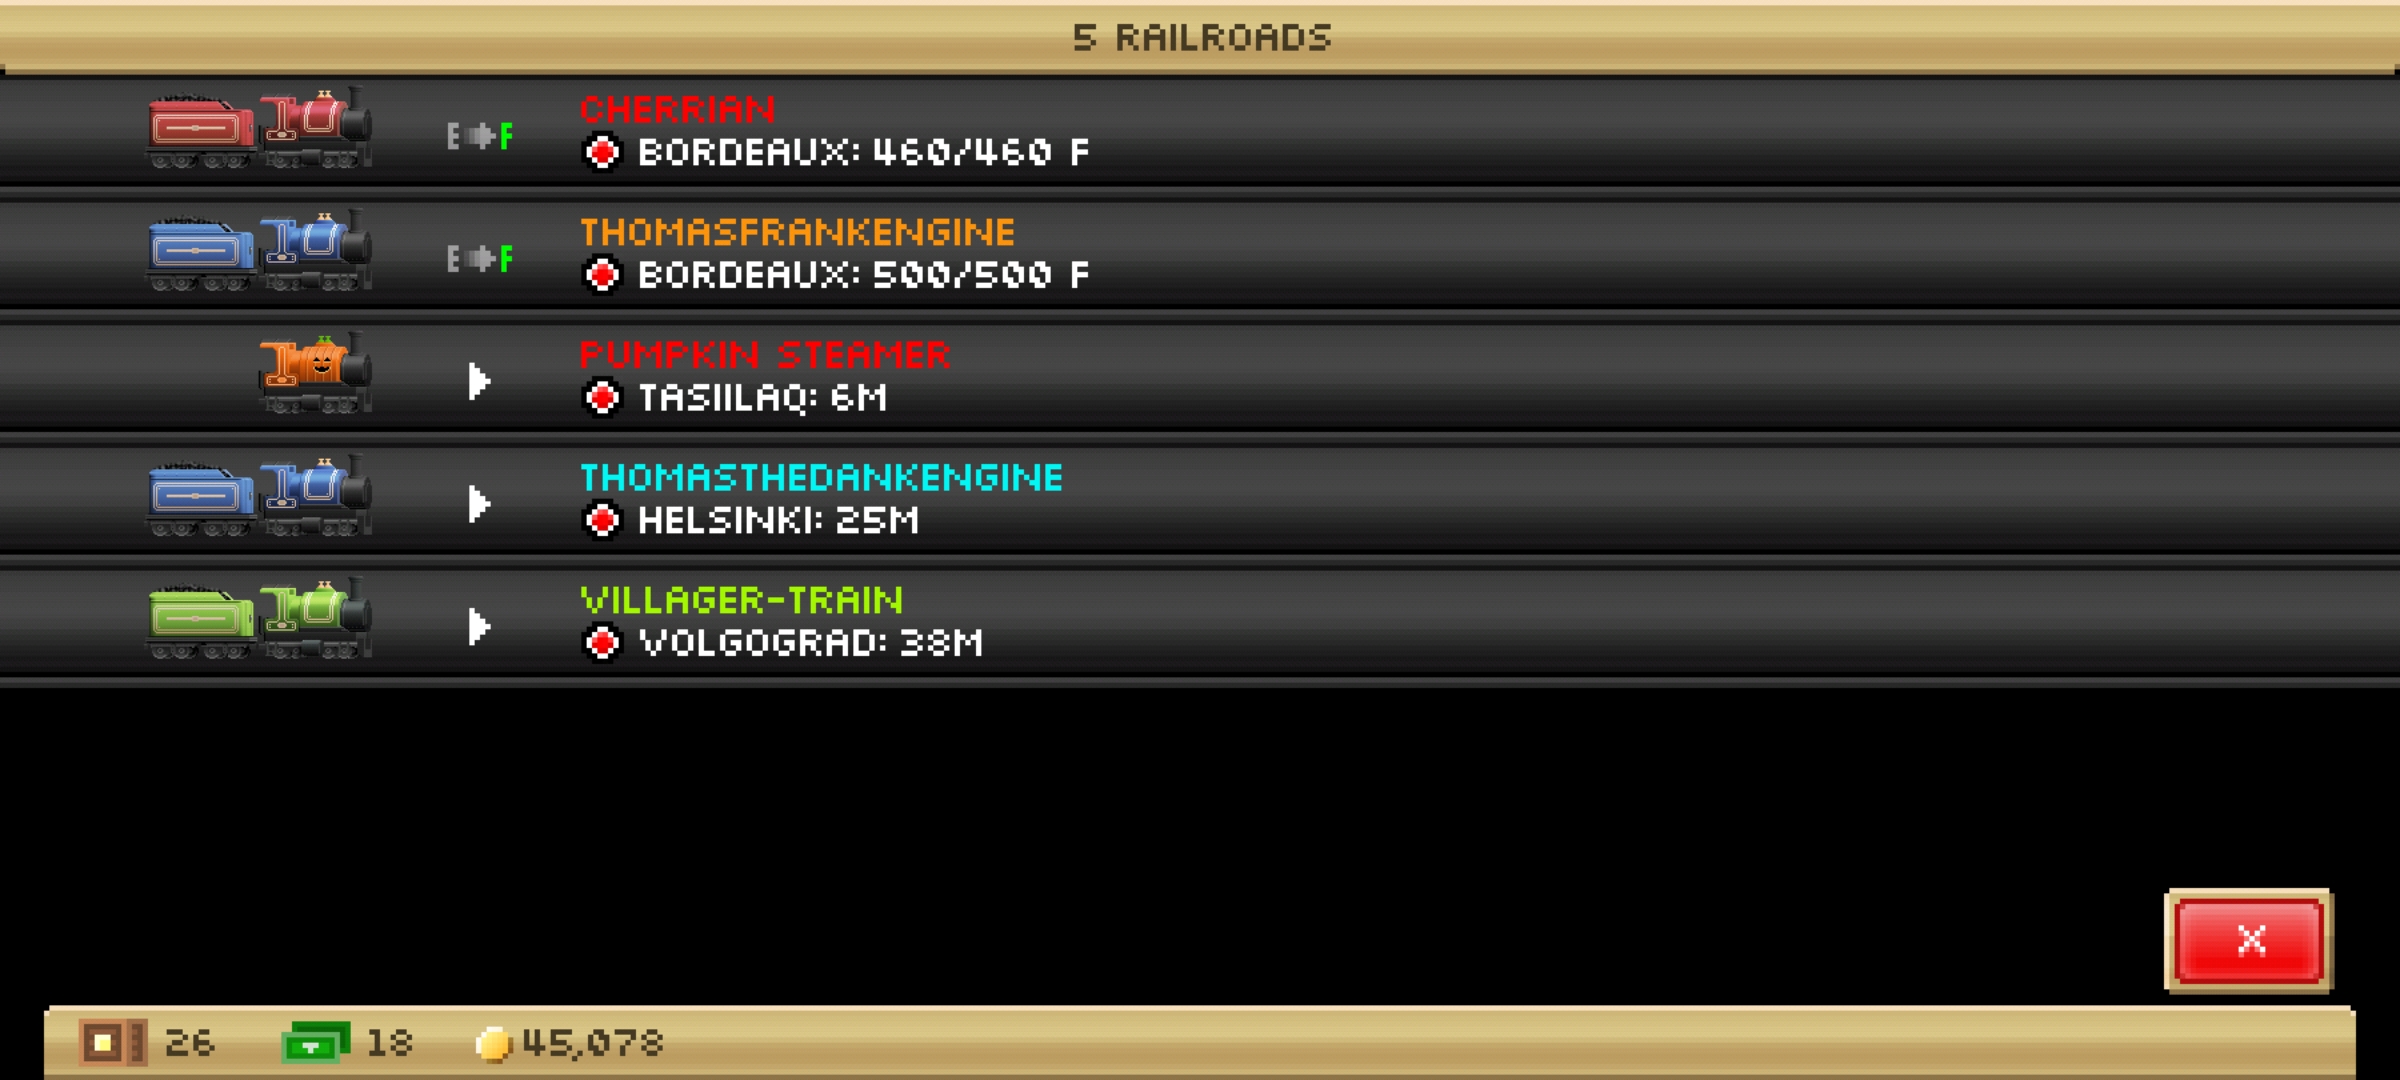 5 RAILROADS
CHERRIAN
E F
BORDEAUX: 460/460 F
THOMASFRANKENGINE
E F
BORDEAUX: 500/500 F
PUMPKIN STEAMER
TASIILAQ: 6M
THOMASTHEDANKENGINE
HELSINKI: 25M
VILLAGER-TRAIN
VOLGOGRAD: 38M
X
26 18 45,078